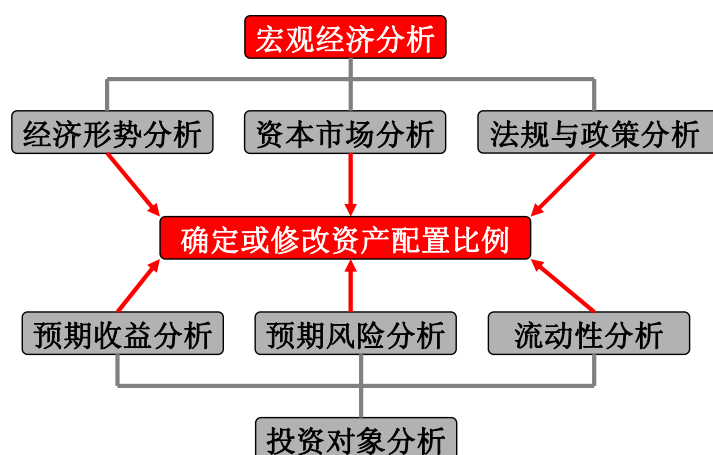 宏观经济分析
经济形势分析
资本市场分析
法规与政策分析
确定或修改资产配置比例
预期收益分析
预期风险分析
流动性分析
投资对象分析